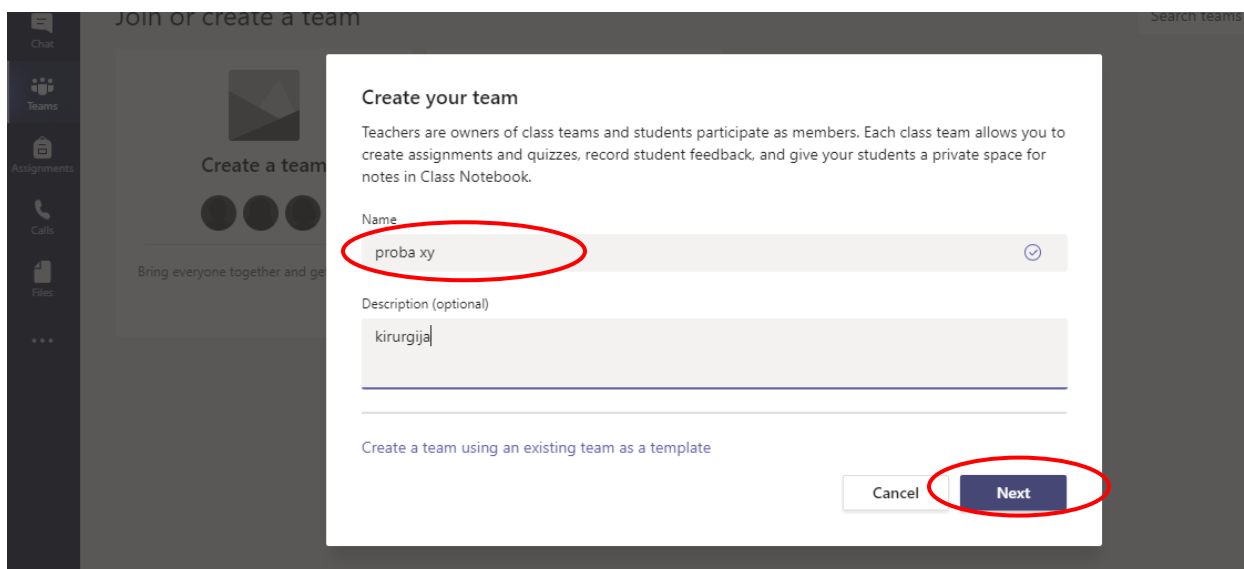 Join or create a team
Search teams
Chat
Teams
Assignments
Calls
Files
Create a team
Bring everyone together and ge
Create your team
Teachers are owners of class teams and students participate as members. Each class team allows you to
create assignments and quizzes, record student feedback, and give your students a private space for
notes in Class Notebook.
Name
proba xy
Description (optional)
kirurgija
Create a team using an existing team as a template
Cancel
Next